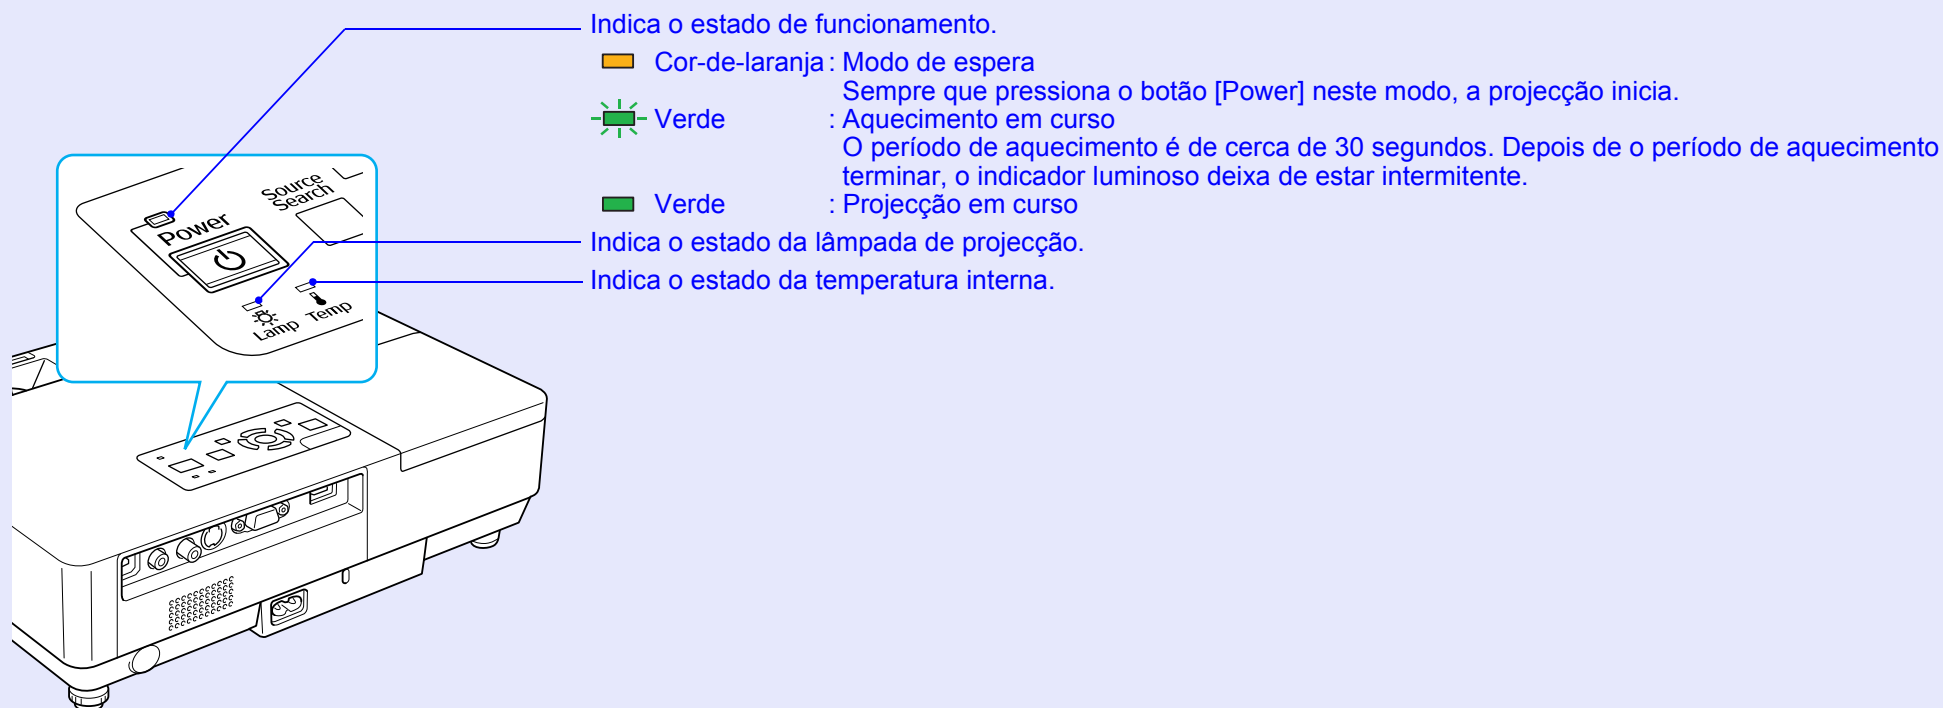 Indica o estado de funcionamento.
Cor-de-laranja : Modo de espera
Sempre que pressiona o botão [Power] neste modo, a projecção inicia.
Verde : Aquecimento em curso
O período de aquecimento é de cerca de 30 segundos. Depois de o período de aquecimento
terminar, o indicador luminoso deixa de estar intermitente.
Verde : Projecção em curso
Indica o estado da lâmpada de projecção.
Indica o estado da temperatura interna.
Source
Search
Power
Lamp
Temp